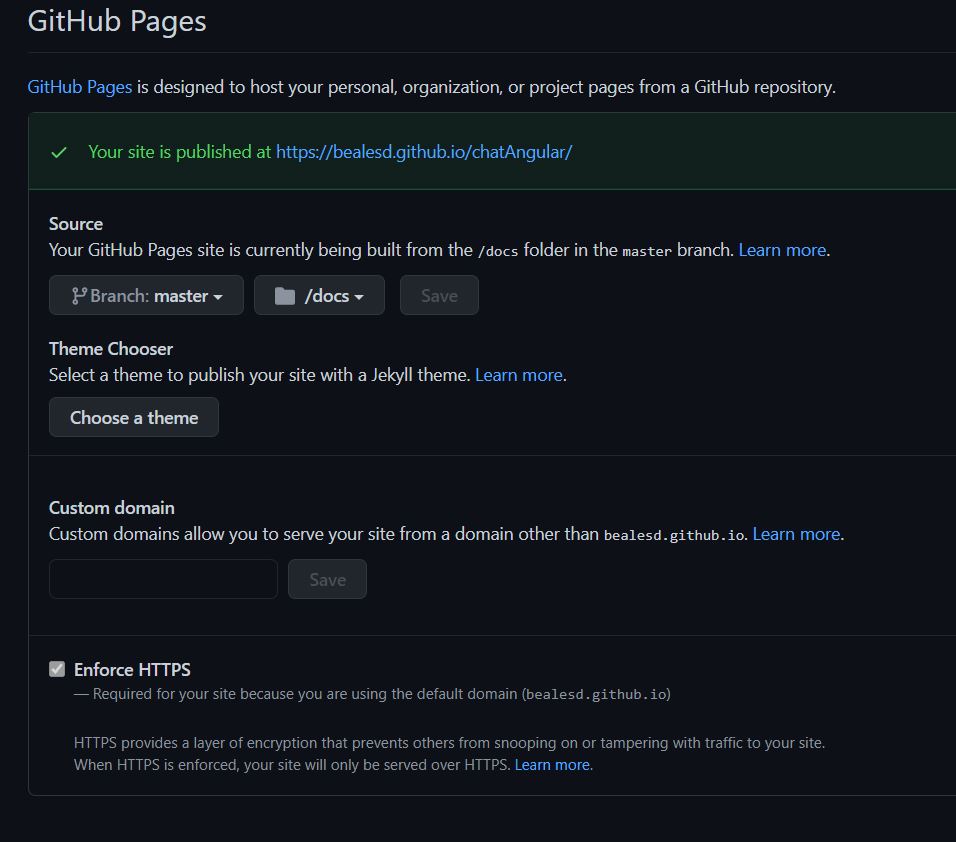 GitHub Pages
GitHub Pages is designed to host your personal, organization, or project pages from a GitHub repository.
Your site is published at https://bealesd.github.io/chatAngular/
Source
Your GitHub Pages site is currently being built from the /docs folder in the master branch. Learn more.
Branch: master /docs Save
Theme Chooser
Select a theme to publish your site with a Jekyll theme. Learn more.
Choose a theme
Custom domain
Custom domains allow you to serve your site from a domain other than bealesd.github.io. Learn more.
Save
Enforce HTTPS
— Required for your site because you are using the default domain (bealesd.github.io)
HTTPS provides a layer of encryption that prevents others from snooping on or tampering with traffic to your site.
When HTTPS is enforced, your site will only be served over HTTPS. Learn more.